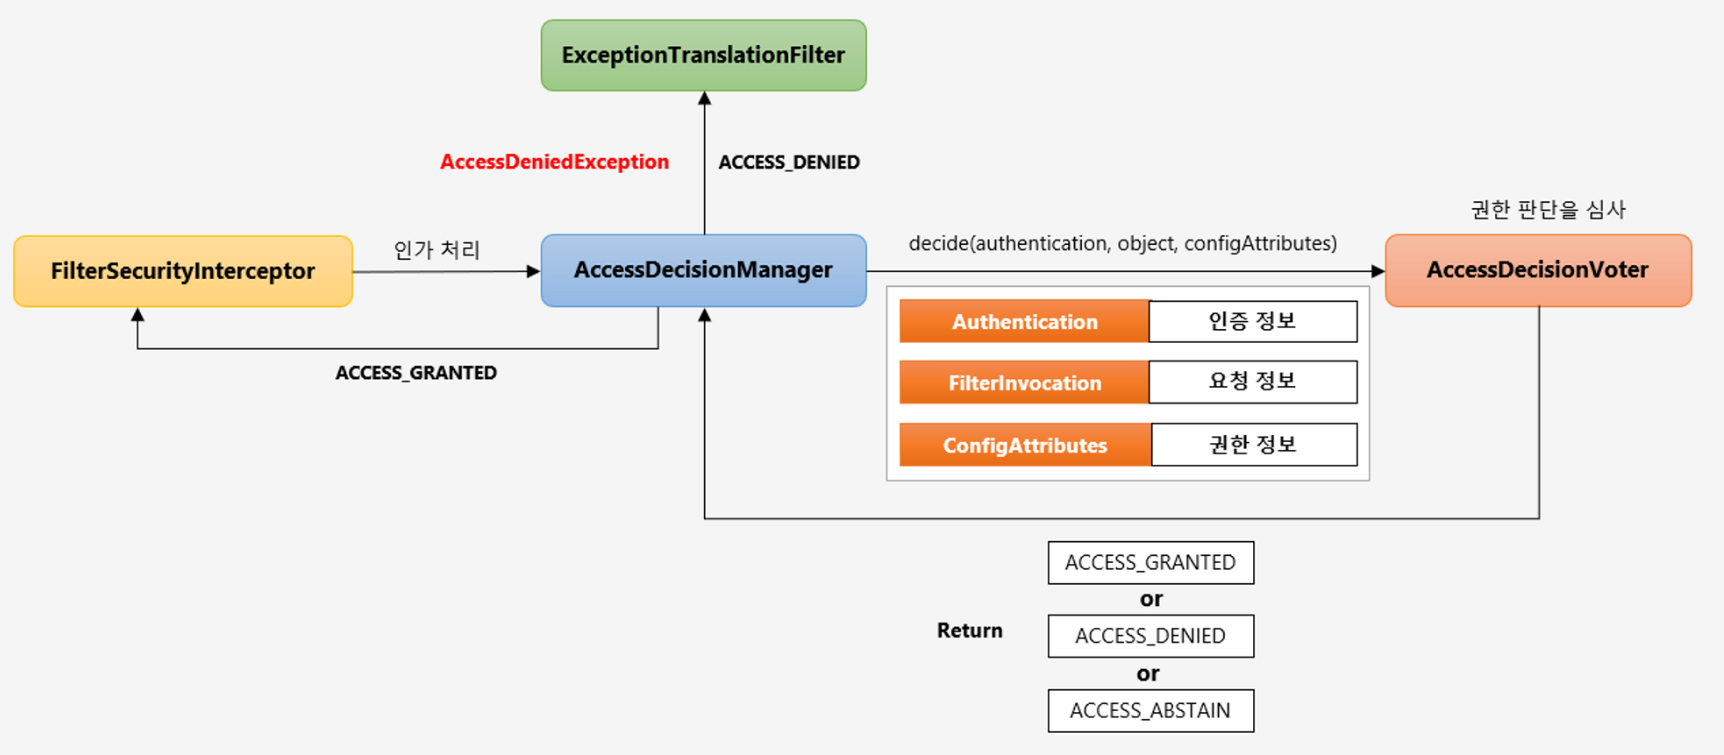 ExceptionTranslationFilter
AccessDeniedException
ACCESS_DENIED
권한 판단을 심사
FilterSecurityInterceptor
인가 처리
AccessDecisionManager
decide(authentication, object, configAttributes)
AccessDecisionVoter
Authentication 인증 정보
FilterInvocation 요청 정보
ConfigAttributes 권한 정보
ACCESS_GRANTED
Return
ACCESS_GRANTED
or
ACCESS_DENIED
or
ACCESS_ABSTAIN